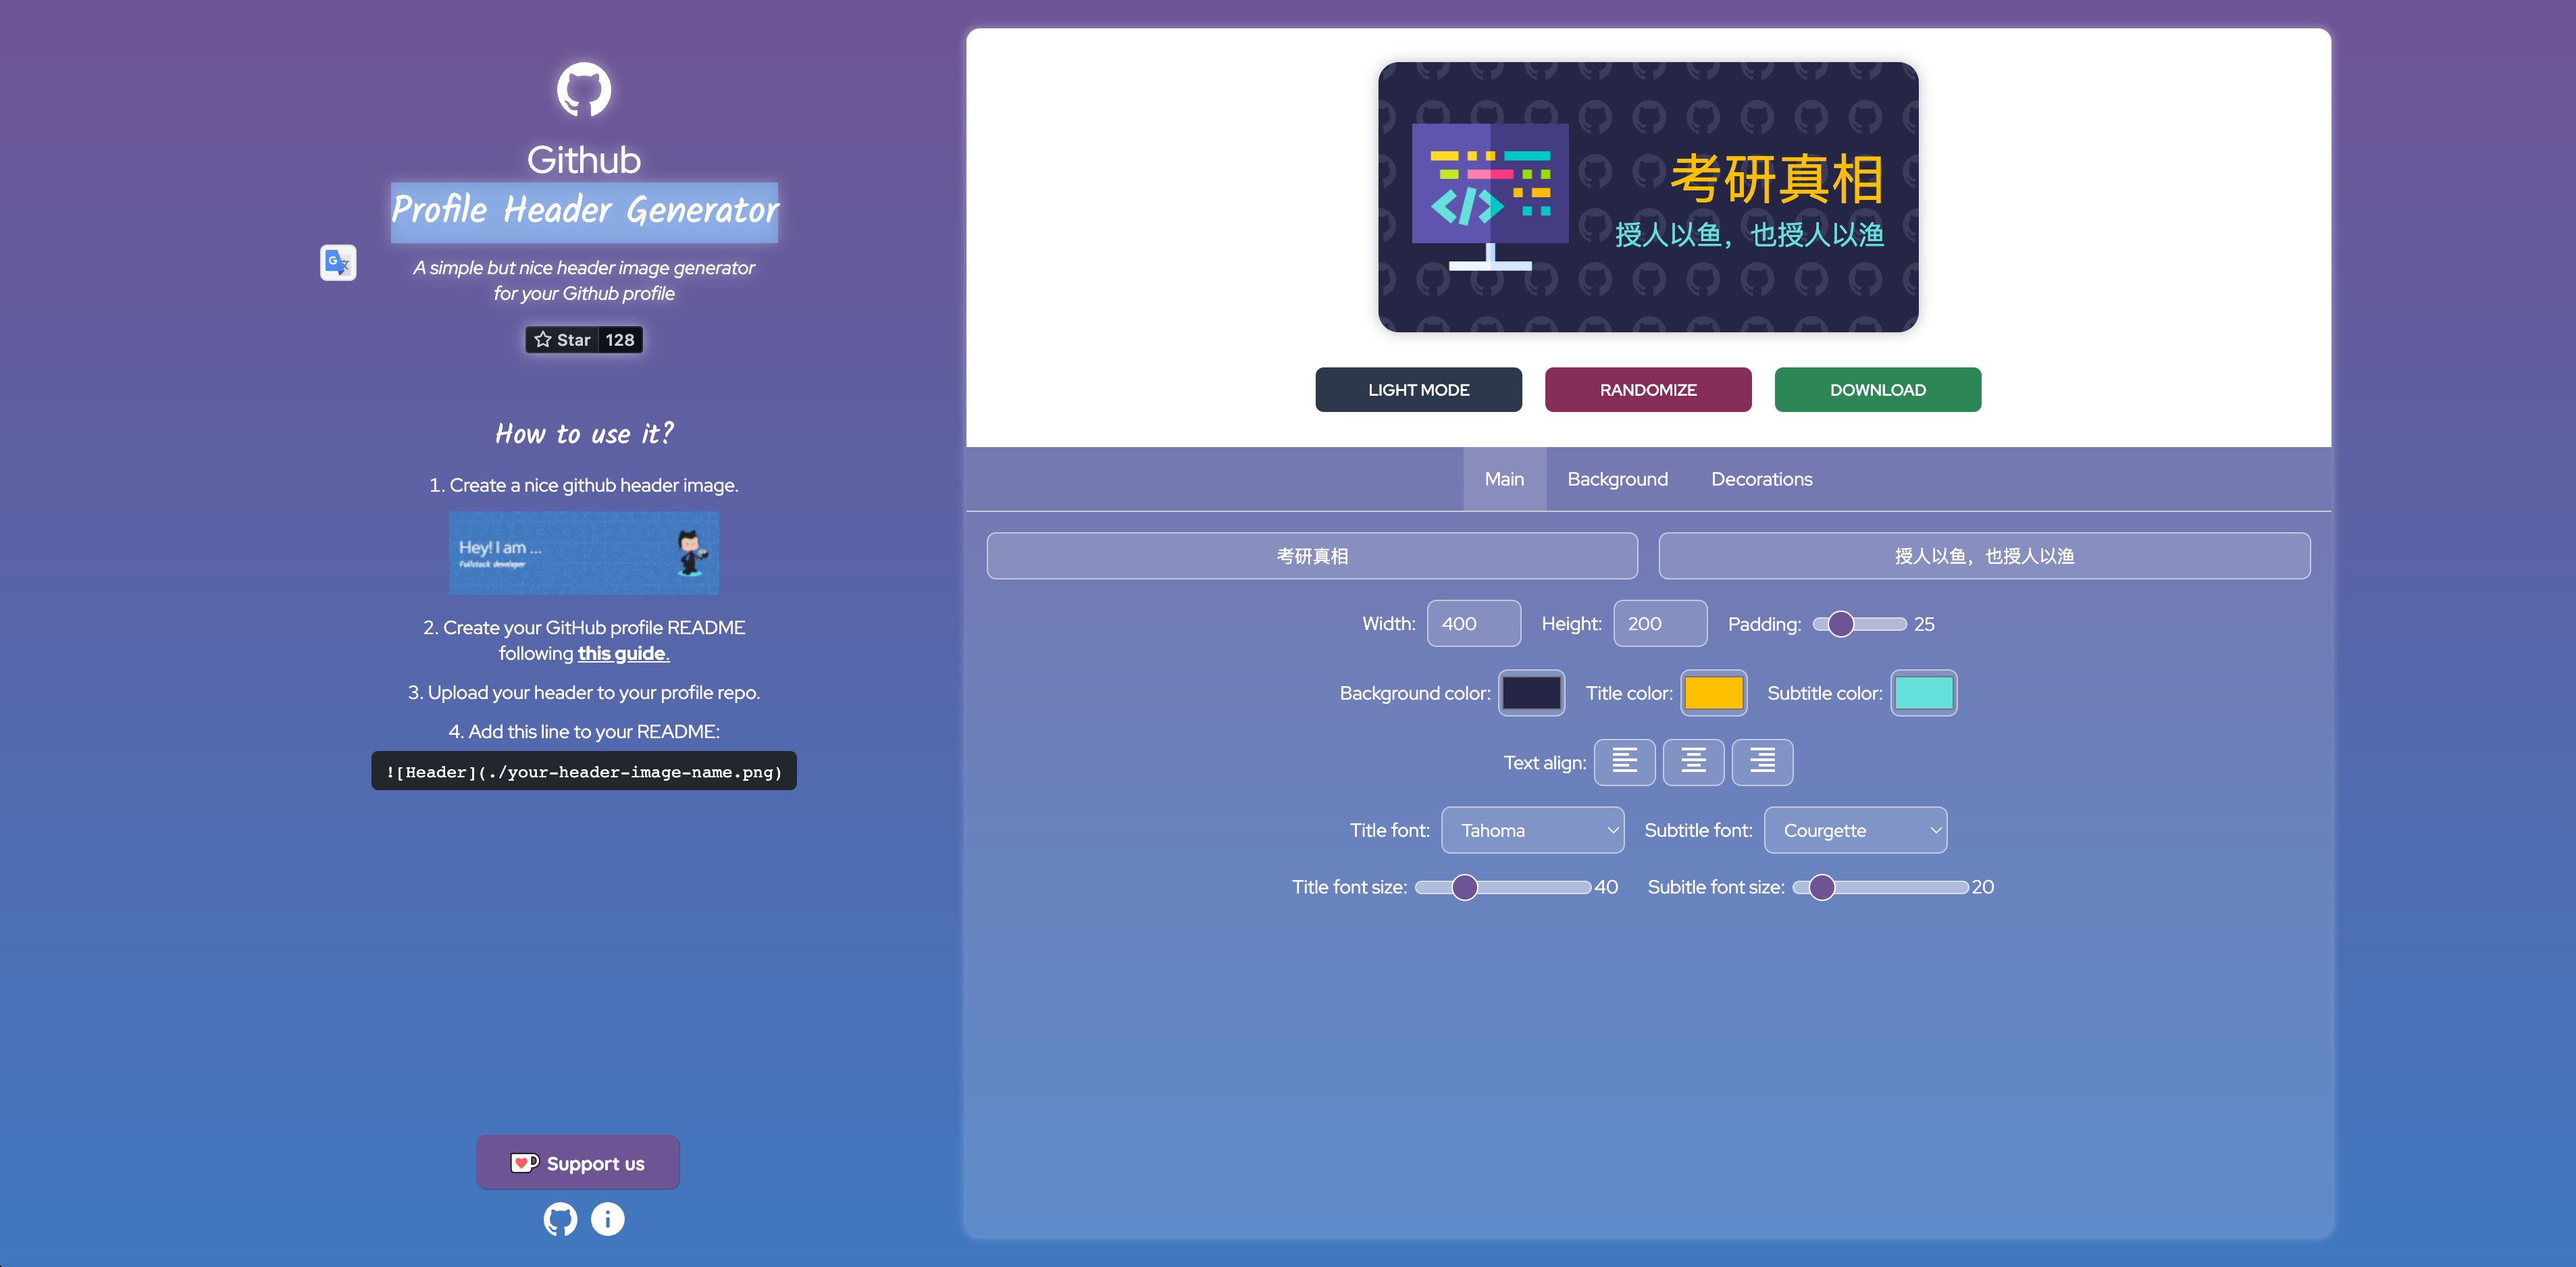 Github
Profile Header Generator
A simple but nice header image generator
for your Github profile
Star 128
How to use it?
1. Create a nice github header image.
Hey! I am ...
Fullstack developer
2. Create your GitHub profile README
following this guide.
3. Upload your header to your profile repo.
4. Add this line to your README:
![Header](./your-header-image-name.png)
Support us
考研真相
授人以鱼，也授人以渔
LIGHT MODE RANDOMIZE DOWNLOAD
Main Background Decorations
考研真相 授人以鱼，也授人以渔
Width: 400 Height: 200 Padding: 25
Background color: Title color: Subtitle color:
Text align:
Title font: Tahoma Subtitle font: Courgette
Title font size: 40 Subitle font size: 20